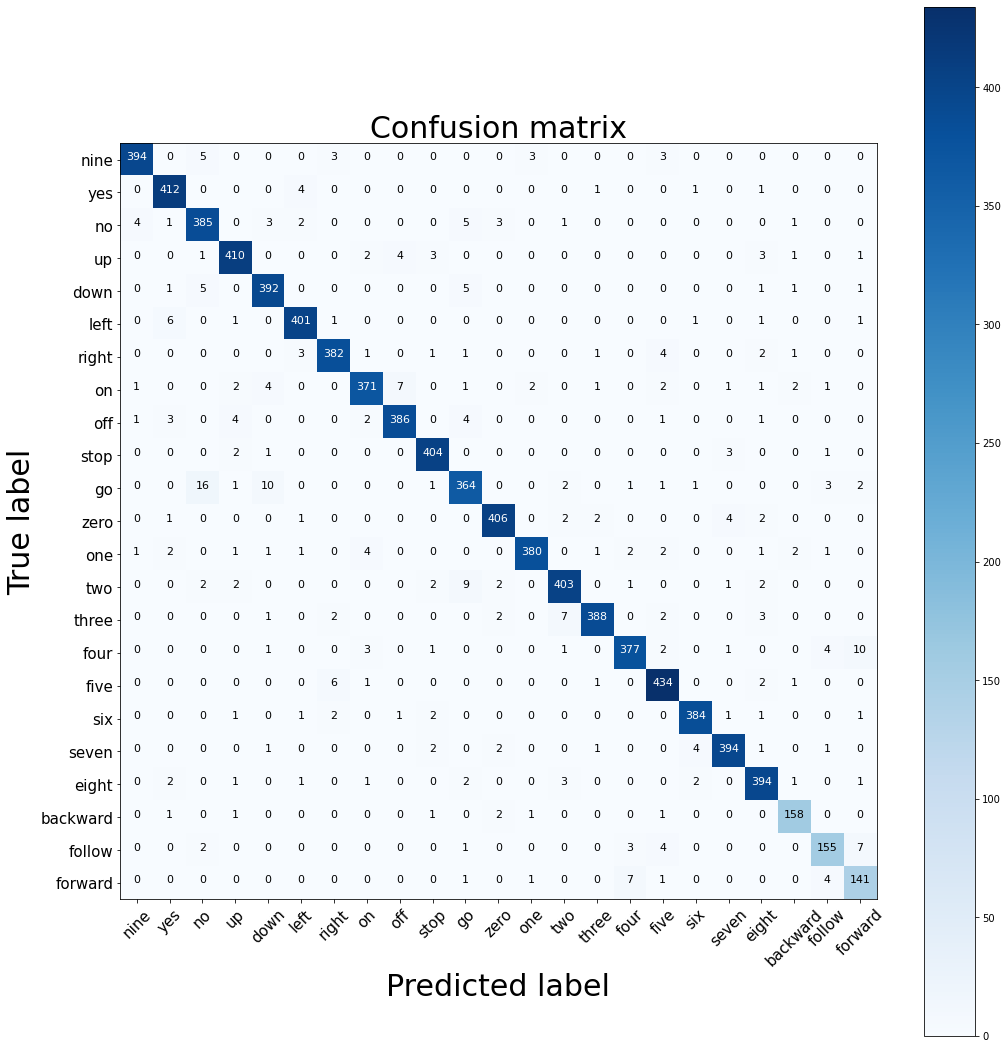 Confusion matrix
nine 394 0 5 0 0 0 3 0 0 0 0 0 3 0 0 0 3 0 0 0 0 0 0
yes 0 412 0 0 0 4 0 0 0 0 0 0 0 0 1 0 0 1 0 1 0 0 0
no 4 1 385 0 3 2 0 0 0 0 5 3 0 1 0 0 0 0 0 0 1 0 0
up 0 0 1 410 0 0 0 2 4 3 0 0 0 0 0 0 0 0 0 3 1 0 1
down 0 1 5 0 392 0 0 0 0 0 5 0 0 0 0 0 0 0 0 1 1 0 1
left 0 6 0 1 0 401 1 0 0 0 0 0 0 0 0 0 0 1 0 1 0 0 1
right 0 0 0 0 0 3 382 1 0 1 1 0 0 0 1 0 4 0 0 2 1 0 0
on 1 0 0 2 4 0 0 371 7 0 1 0 2 0 1 0 2 0 1 1 2 1 0
off 1 3 0 4 0 0 0 2 386 0 4 0 0 0 0 0 1 0 0 1 0 0 0
stop 0 0 0 2 1 0 0 0 0 404 0 0 0 0 0 0 0 0 3 0 0 1 0
go 0 0 16 1 10 0 0 0 0 1 364 0 0 2 0 1 1 1 0 0 0 3 2
zero 0 1 0 0 0 1 0 0 0 0 0 406 0 2 2 0 0 0 4 2 0 0 0
one 1 2 0 1 1 1 0 4 0 0 0 0 380 0 1 2 2 0 0 1 2 1 0
two 0 0 2 2 0 0 0 0 0 2 9 2 0 403 0 1 0 0 1 2 0 0 0
three 0 0 0 0 1 0 2 0 0 0 0 2 0 7 388 0 2 0 0 3 0 0 0
four 0 0 0 0 1 0 0 3 0 1 0 0 0 1 0 377 2 0 1 0 0 4 10
five 0 0 0 0 0 0 6 1 0 0 0 0 0 0 1 0 434 0 0 2 1 0 0
six 0 0 0 1 0 1 2 0 1 2 0 0 0 0 0 0 0 384 1 1 0 0 1
seven 0 0 0 0 1 0 0 0 0 2 0 2 0 0 1 0 0 4 394 1 0 1 0
eight 0 2 0 1 0 1 0 1 0 0 2 0 0 3 0 0 0 2 0 394 1 0 1
backward 0 1 0 1 0 0 0 0 0 1 0 2 1 0 0 0 1 0 0 0 158 0 0
follow 0 0 2 0 0 0 0 0 0 0 1 0 0 0 0 3 4 0 0 0 0 155 7
forward 0 0 0 0 0 0 0 0 0 0 1 0 1 0 0 7 1 0 0 0 0 4 141
nine yes no up down left right on off stop go zero one two three four five six seven eight backward follow forward
Predicted label
True label
400
350
300
250
200
150
100
50
0